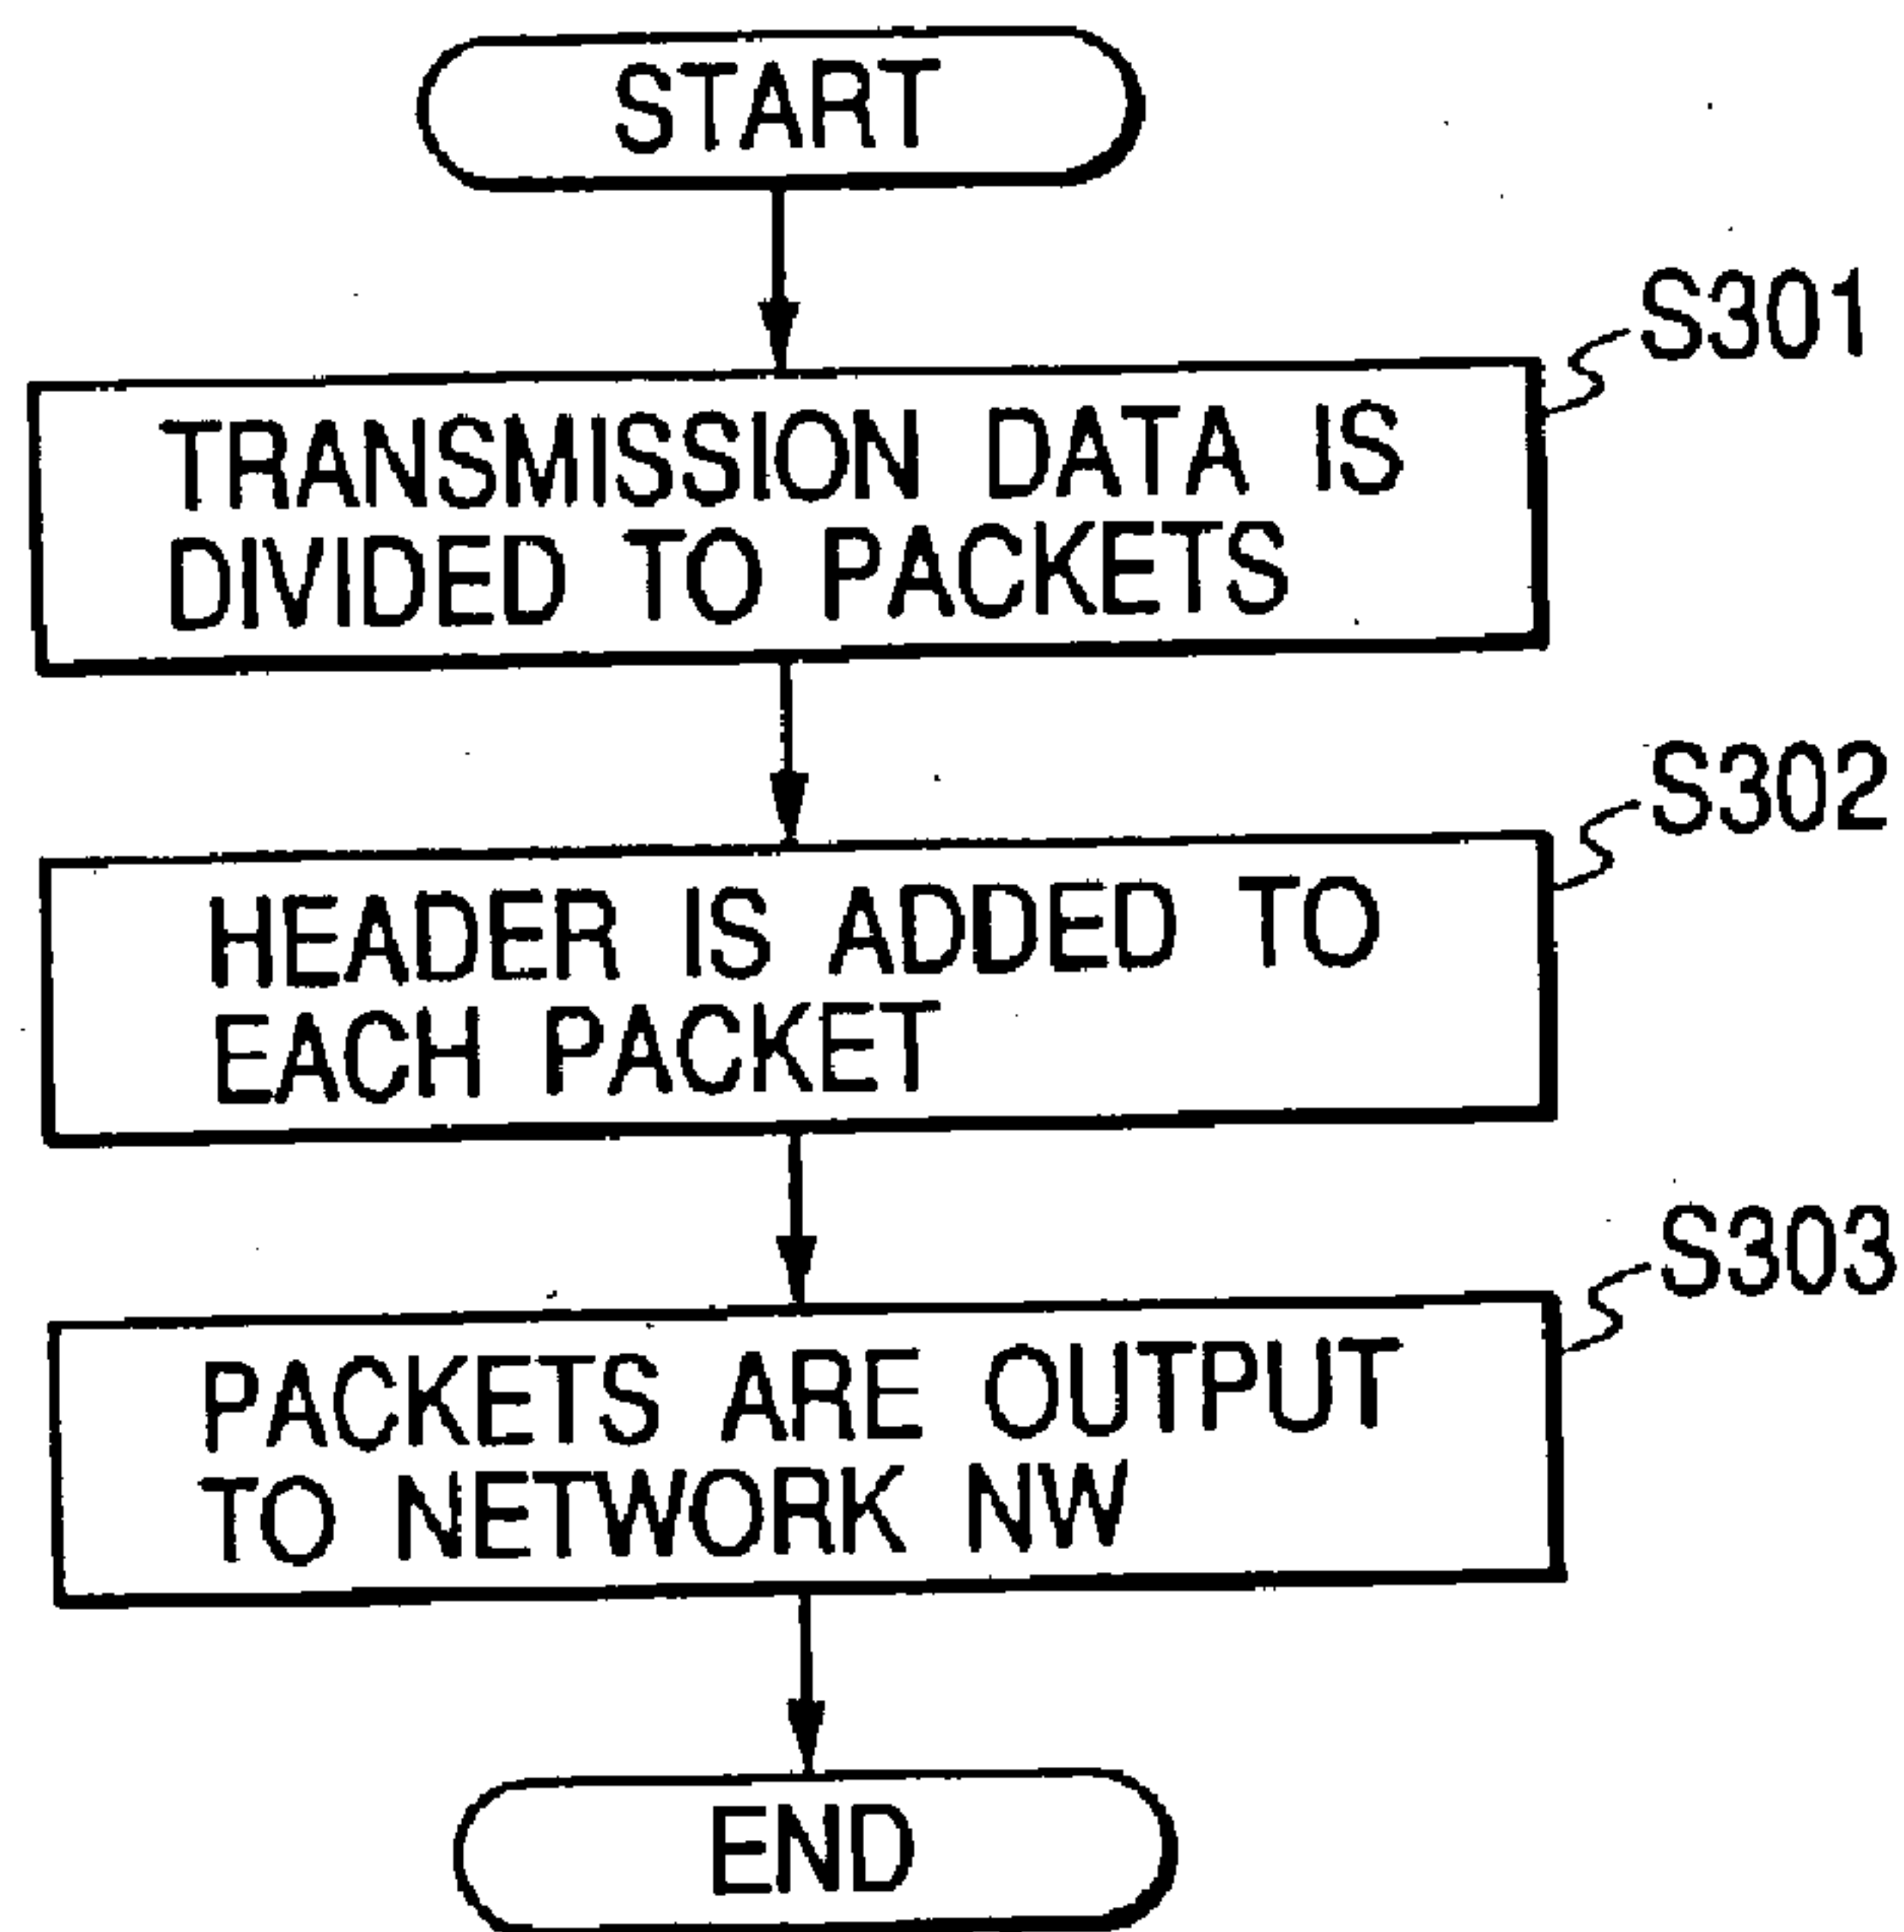 START
S301
TRANSMISSION DATA IS
DIVIDED TO PACKETS
S302
HEADER IS ADDED TO
EACH PACKET
S303
PACKETS ARE OUTPUT
TO NETWORK NW
END